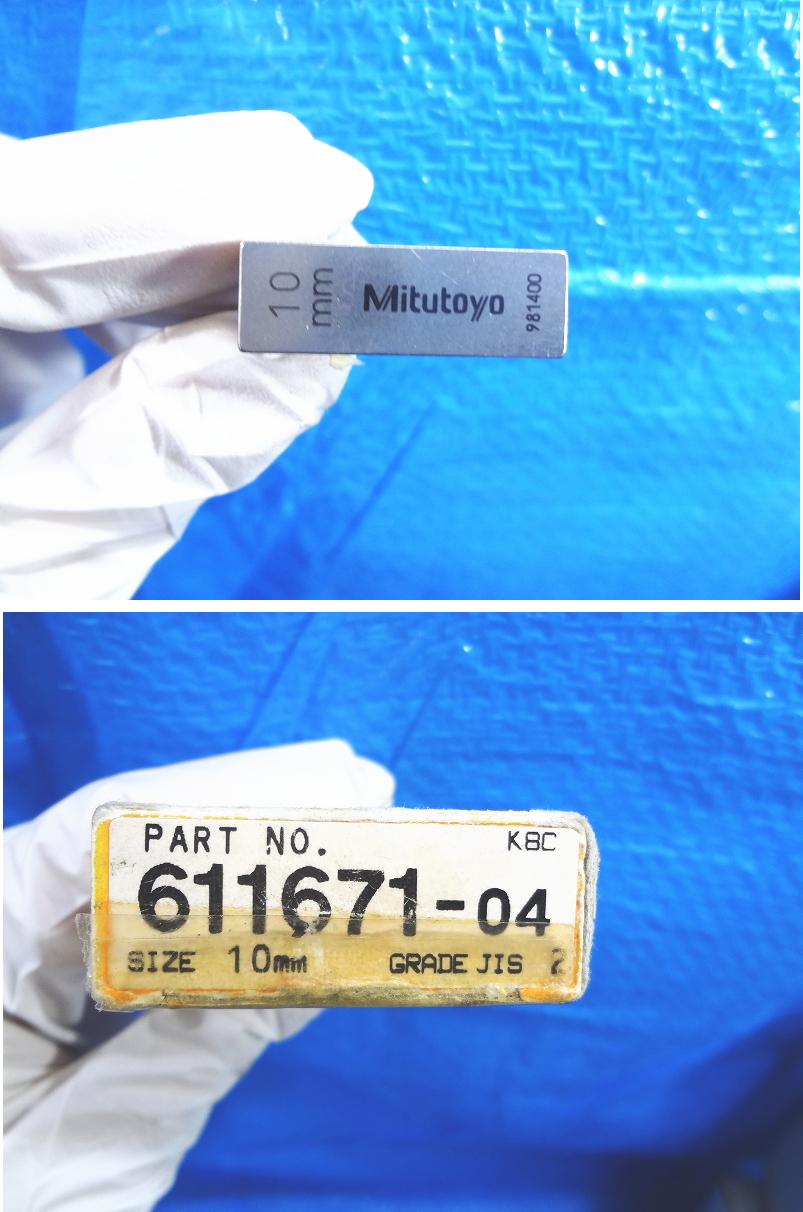 10
mm
Mitutoyo
981400
PART NO.
K8C
611671-04
SIZE 10mm GRADE JIS 2